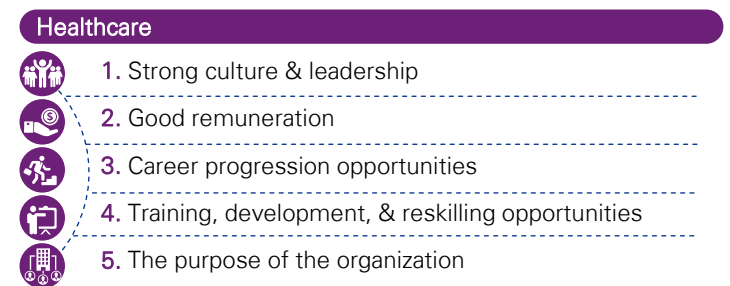 Healthcare
1. Strong culture & leadership
2. Good remuneration
3. Career progression opportunities
4. Training, development, & reskilling opportunities
5. The purpose of the organization